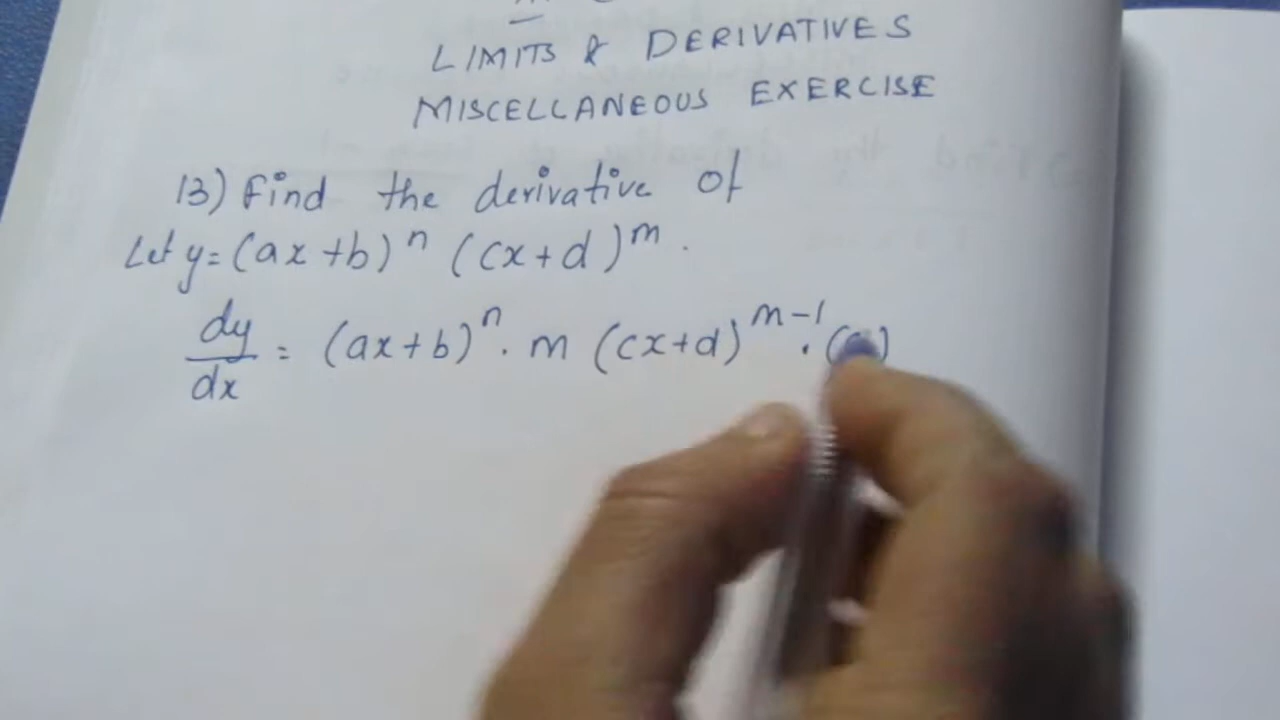 LIMITS & DERIVATIVES
MISCELLANEOUS EXERCISE
13) Find the derivative of
Let y = (ax+b)^n (cx+d)^m.
dy/dx = (ax+b)^n . m (cx+d)^{m-1} . ( )